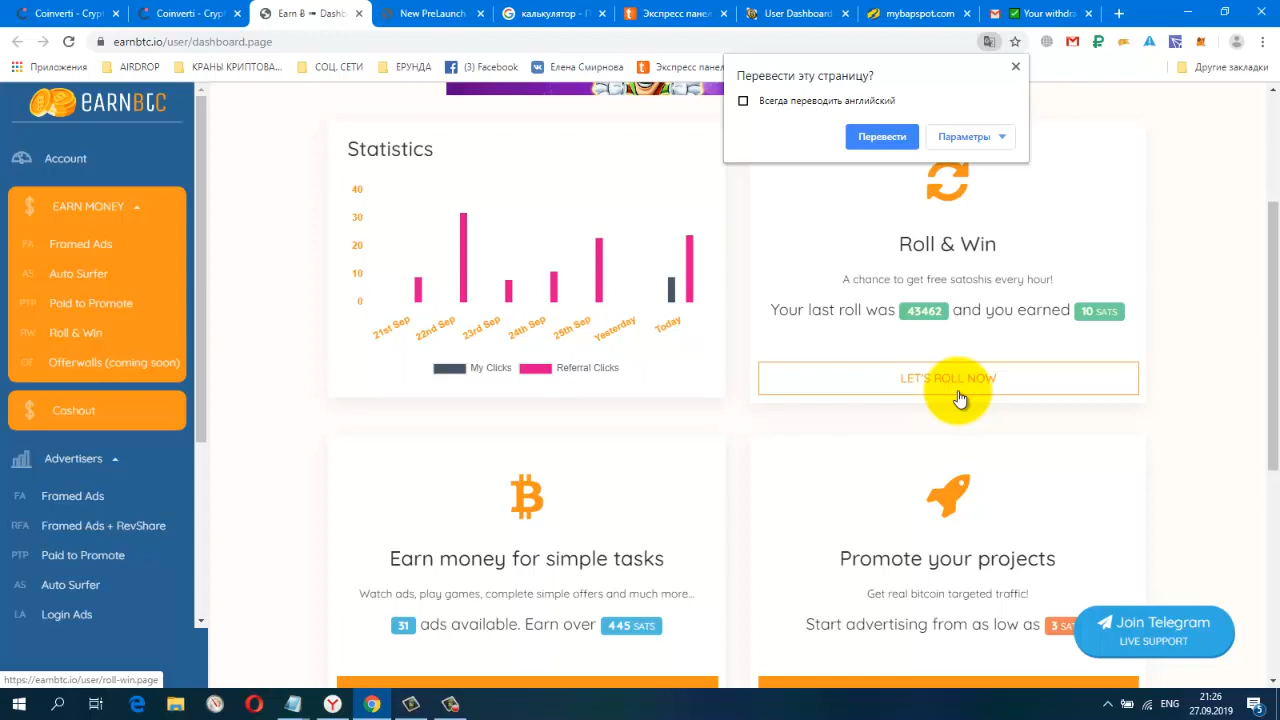 Coinverti - Crypt
Coinverti - Crypt
Earn ₿ – Dash
New PreLaunch
калькулятор - П
Экспресс панел
User Dashboard
mybapspot.com
Your withdra
earnbtc.io/user/dashboard.page
Приложения
AIRDROP
КРАНЫ КРИПТОВА...
СОЦ. СЕТИ
ЕРУНДА
(3) Facebook
Елена Смирнова
Экспресс панел
Другие закладки
Перевести эту страницу?
Всегда переводить английский
Перевести
Параметры
EARNBTC
Account
EARN MONEY
FA Framed Ads
AS Auto Surfer
PTP Paid to Promote
RW Roll & Win
OF Offerwalls (coming soon)
Cashout
Advertisers
FA Framed Ads
RFA Framed Ads + RevShare
PTP Paid to Promote
AS Auto Surfer
LA Login Ads
https://earnbtc.io/user/roll-win.page
Statistics
40
30
20
10
0
21st Sep
22nd Sep
23rd Sep
24th Sep
25th Sep
Yesterday
Today
My Clicks
Referral Clicks
Roll & Win
A chance to get free satoshis every hour!
Your last roll was 43462 and you earned 10 SATS
LET'S ROLL NOW
Earn money for simple tasks
Watch ads, play games, complete simple offers and much more...
31 ads available. Earn over 445 SATS
Promote your projects
Get real bitcoin targeted traffic!
Start advertising from as low as 3 SAT
Join Telegram
LIVE SUPPORT
ENG
21:26
27.09.2019